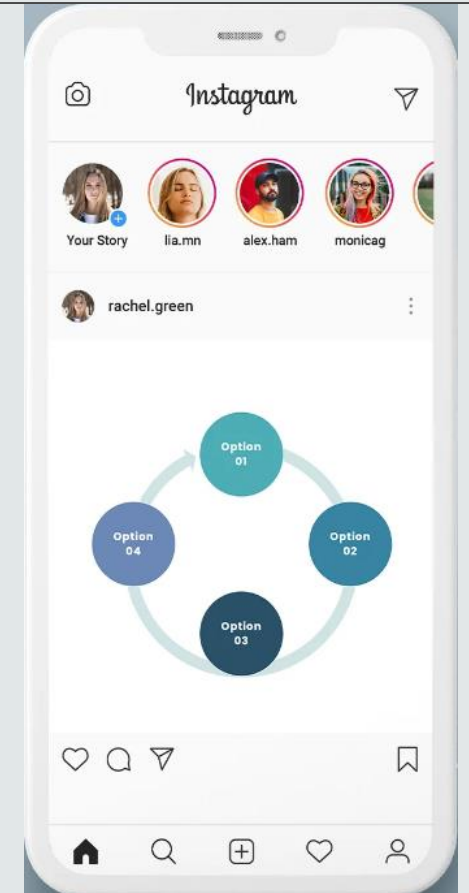 Instagram
Your Story
lia.mn
alex.ham
monicag
rachel.green
Option
01
Option
02
Option
03
Option
04